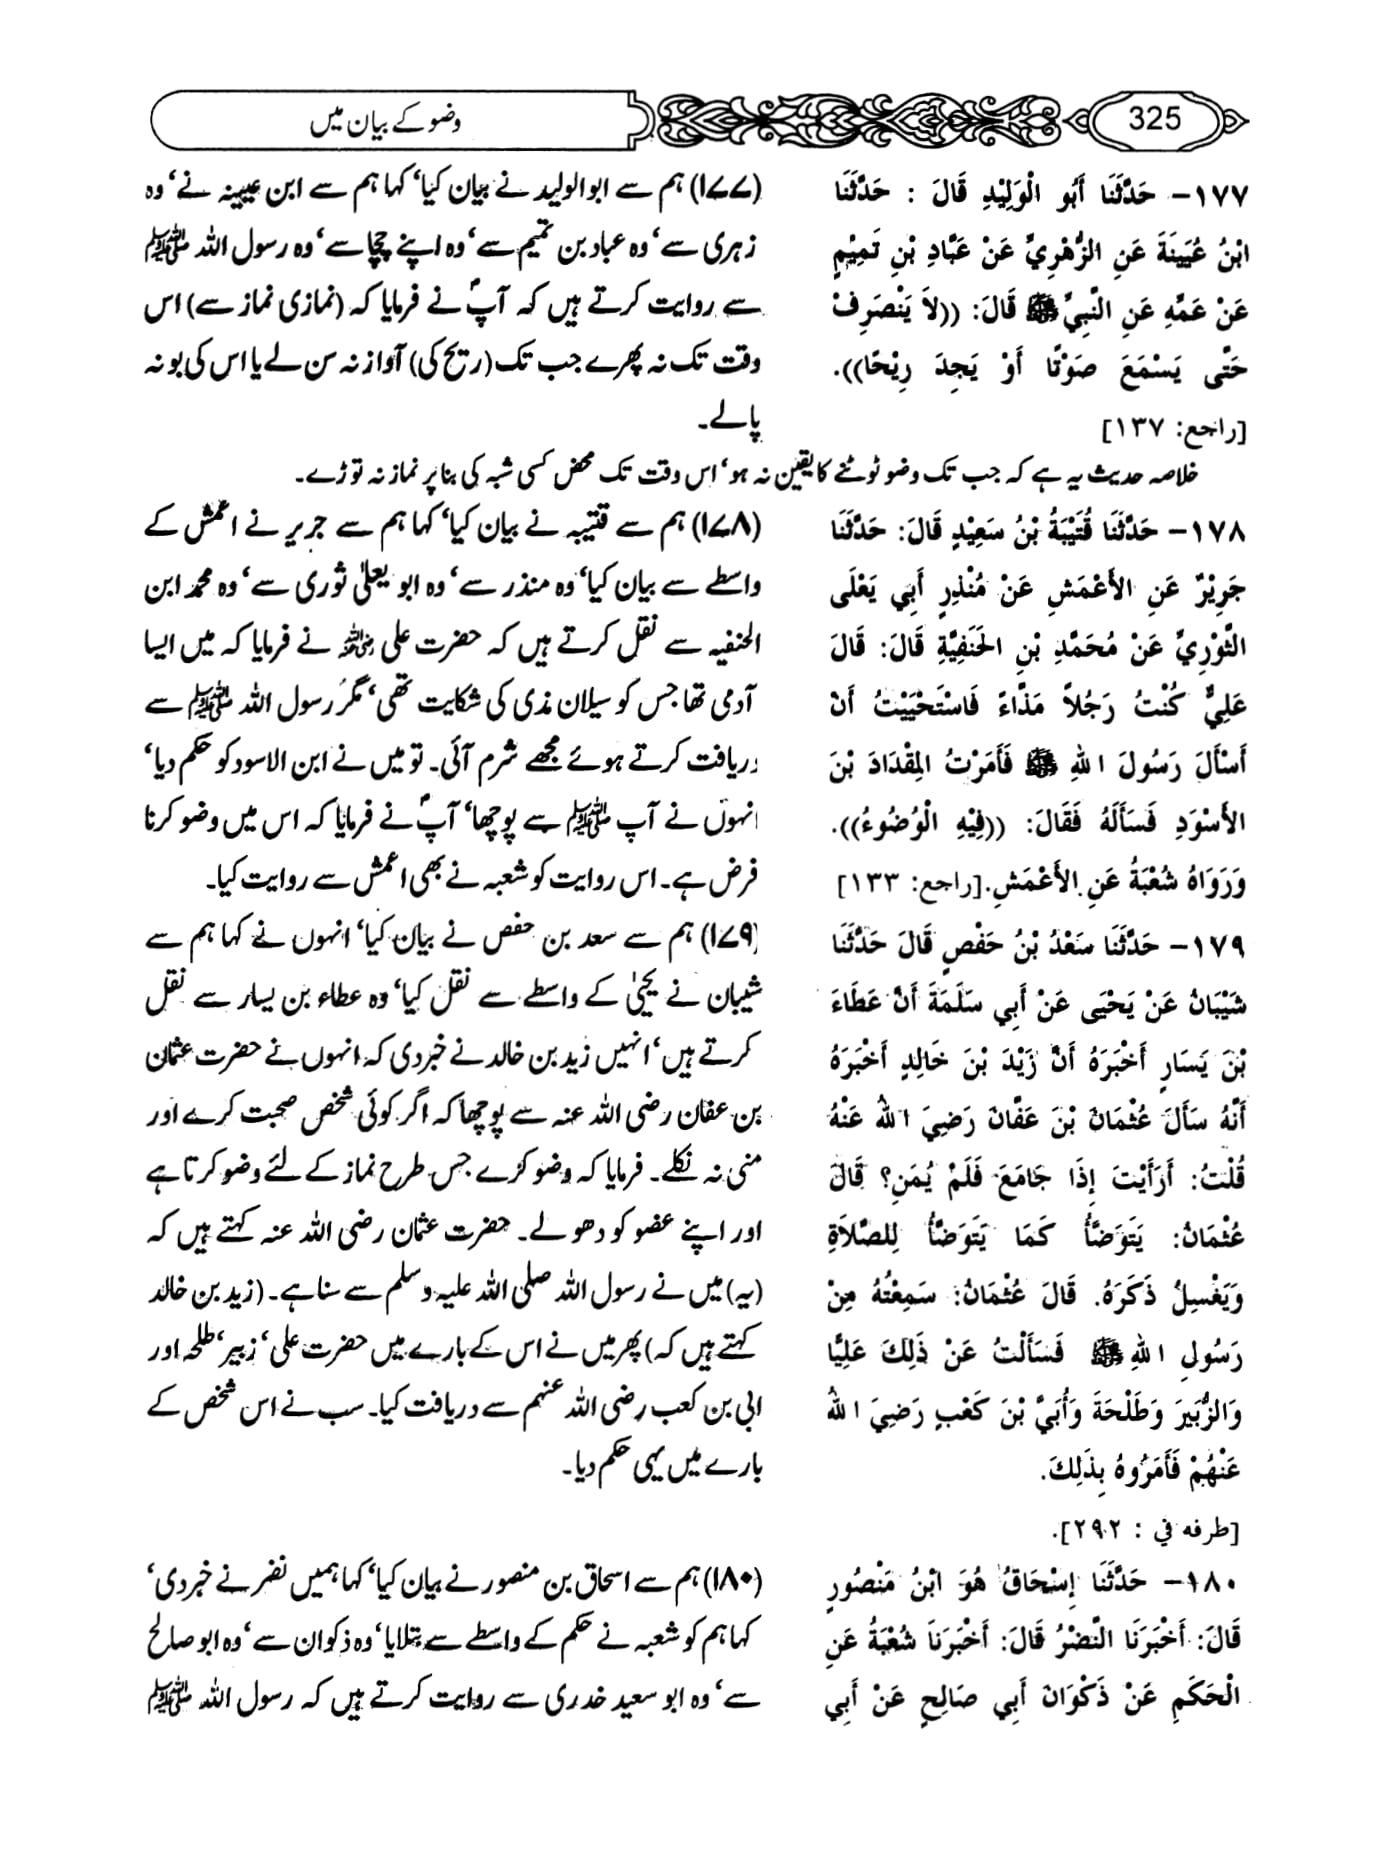 325
وضو کے بیان میں
١٧٧- حَدَّثَنَا أَبُو الْوَلِيْدِ قَالَ : حَدَّثَنَا
ابْنُ عُيَيْنَةَ عَنِ الزُّهْرِيِّ عَنْ عَبَّادِ بْنِ تَمِيْمٍ
عَنْ عَمِّهِ عَنِ النَّبِيِّ ﷺ قَالَ: ((لاَ يَنْصَرِفْ
حَتَّى يَسْمَعَ صَوْتًا أَوْ يَجِدَ رِيْحًا)).
[راجع: ١٣٧]
(۱۷۷) ہم سے ابوالولید نے بیان کیا‘ کہا ہم سے ابن عیینہ نے‘ وہ
زہری سے‘ وہ عباد بن تمیم سے‘ وہ اپنے چچا سے‘ وہ رسول اللہ ﷺ
سے روایت کرتے ہیں کہ آپؐ نے فرمایا کہ (نمازی نماز سے) اس
وقت تک نہ پھرے جب تک (ریح کی) آواز نہ سن لے یا اس کی بو نہ
پا لے۔
خلاصہ حدیث یہ ہے کہ جب تک وضو ٹوٹنے کا یقین نہ ہو‘ اس وقت تک محض کسی شبہ کی بنا پر نماز نہ توڑے۔
١٧٨- حَدَّثَنَا قُتَيْبَةُ بْنُ سَعِيْدٍ قَالَ: حَدَّثَنَا
جَرِيْرٌ عَنِ الأَعْمَشِ عَنْ مُنْذِرٍ أَبِي يَعْلَى
الثَّوْرِيِّ عَنْ مُحَمَّدِ بْنِ الحَنَفِيَّةِ قَالَ: قَالَ
عَلِيٌّ كُنْتُ رَجُلاً مَذَّاءً فَاسْتَحْيَيْتُ أَنْ
أَسْأَلَ رَسُولَ اللهِ ﷺ فَأَمَرْتُ المِقْدَادَ بْنَ
الأَسْوَدِ فَسَأَلَهُ فَقَالَ: ((فِيْهِ الْوُضُوءُ)).
وَرَوَاهُ شُعْبَةُ عَنِ الأَعْمَشِ.[راجع: ١٣٣]
(۱۷۸) ہم سے قتیبہ نے بیان کیا‘ کہا ہم سے جریر نے اعمش کے
واسطے سے بیان کیا‘ وہ منذر سے‘ وہ ابو یعلیٰ ثوری سے‘ وہ محمد ابن
الحنفیہ سے نقل کرتے ہیں کہ حضرت علی رضی اللہ عنہ نے فرمایا کہ میں ایسا
آدمی تھا جس کو سیلان مذی کی شکایت تھی‘ مگر رسول اللہ ﷺ سے
دریافت کرتے ہوئے مجھے شرم آئی۔ تو میں نے ابن الاسود کو حکم دیا‘
انہوں نے آپ ﷺ سے پوچھا‘ آپؐ نے فرمایا کہ اس میں وضو کرنا
فرض ہے۔ اس روایت کو شعبہ نے بھی اعمش سے روایت کیا۔
١٧٩- حَدَّثَنَا سَعْدُ بْنُ حَفْصٍ قَالَ حَدَّثَنَا
شَيْبَانُ عَنْ يَحْيَى عَنْ أَبِي سَلَمَةَ أَنَّ عَطَاءَ
بْنَ يَسَارٍ أَخْبَرَهُ أَنَّ زَيْدَ بْنَ خَالِدٍ أَخْبَرَهُ
أَنَّهُ سَأَلَ عُثْمَانَ بْنَ عَفَّانَ رَضِيَ اللهُ عَنْهُ
قُلْتُ: أَرَأَيْتَ إِذَا جَامَعَ فَلَمْ يُمَنِ؟ قَالَ
عُثْمَانُ: يَتَوَضَّأُ كَمَا يَتَوَضَّأُ لِلصَّلاَةِ
وَيَغْسِلُ ذَكَرَهُ. قَالَ عُثْمَانُ: سَمِعْتُهُ مِنْ
رَسُولِ اللهِ ﷺ فَسَأَلْتُ عَنْ ذَلِكَ عَلِيًّا
وَالزُّبَيرَ وَطَلْحَةَ وَأُبَيَّ بْنَ كَعْبٍ رَضِيَ اللهُ
عَنْهُمْ فَأَمَرُوهُ بِذَلِكَ.
[طرفه في : ٢٩٢].
(۱۷۹) ہم سے سعد بن حفص نے بیان کیا‘ انہوں نے کہا ہم سے
شیبان نے یحییٰ کے واسطے سے نقل کیا‘ وہ عطاء بن یسار سے نقل
کرتے ہیں‘ انہیں زید بن خالد نے خبر دی کہ انہوں نے حضرت عثمان
بن عفان رضی اللہ عنہ سے پوچھا کہ اگر کوئی شخص صحبت کرے اور
منی نہ نکلے۔ فرمایا کہ وضو کرے جس طرح نماز کے لئے وضو کرتا ہے
اور اپنے عضو کو دھولے۔ حضرت عثمان رضی اللہ عنہ کہتے ہیں کہ
(یہ) میں نے رسول اللہ صلی اللہ علیہ وسلم سے سنا ہے۔ (زید بن خالد
کہتے ہیں کہ) پھر میں نے اس کے بارے میں حضرت علی‘ زبیر‘ طلحہ اور
ابی بن کعب رضی اللہ عنہم سے دریافت کیا۔ سب نے اس شخص کے
بارے میں یہی حکم دیا۔
١٨٠- حَدَّثَنَا إِسْحَاقُ هُوَ ابْنُ مَنْصُورٍ
قَالَ: أَخْبَرَنَا النَّضْرُ قَالَ: أَخْبَرَنَا شُعْبَةُ عَنِ
الْحَكَمِ عَنْ ذَكْوَانَ أَبِي صَالِحٍ عَنْ أَبِي
(۱۸۰) ہم سے اسحاق بن منصور نے بیان کیا‘ کہا ہمیں نضر نے خبر دی‘
کہا ہم کو شعبہ نے حکم کے واسطے سے بتلایا‘ وہ ذکوان سے‘ وہ ابو صالح
سے‘ وہ ابو سعید خدری سے روایت کرتے ہیں کہ رسول اللہ ﷺ